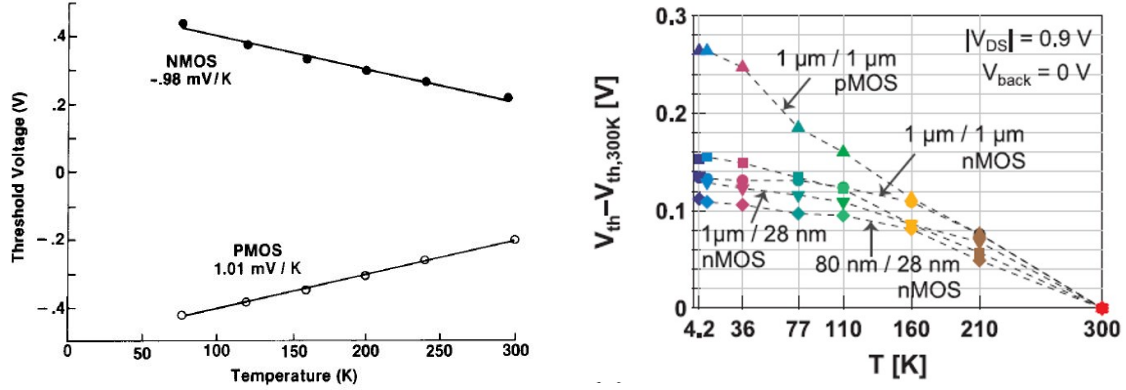 Threshold Voltage (V)
.4
.2
0
-.2
-.4
NMOS
-.98 mV/K
PMOS
1.01 mV / K
0
50
100
150
200
250
300
Temperature (K)
Vth–Vth,300K [V]
0.3
0.2
0.1
0
|VDS| = 0.9 V
Vback = 0 V
1 µm / 1 µm
pMOS
1 µm / 1 µm
nMOS
1µm / 28 nm
nMOS
80 nm / 28 nm
nMOS
4.2
36
77
110
160
210
300
T [K]